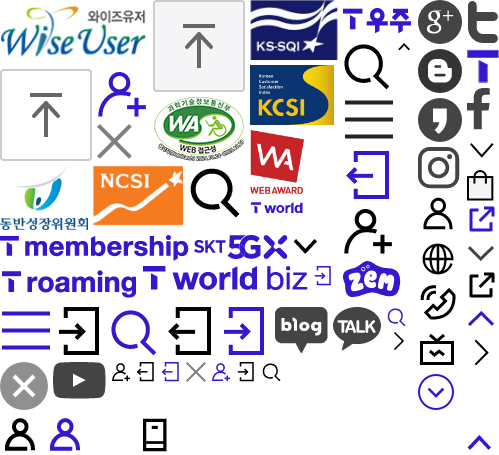 와이즈유저
Wise User
KS-SQI
T우주
g+
과학기술정보통신부
WA
WEB 접근성
Korean
Customer
Satisfaction
Index
KCSI
NCSI
WA
WEB AWARD
T world
동반성장위원회
T membership
SKT 5GX
T roaming
T world biz
zem
blog
TALK